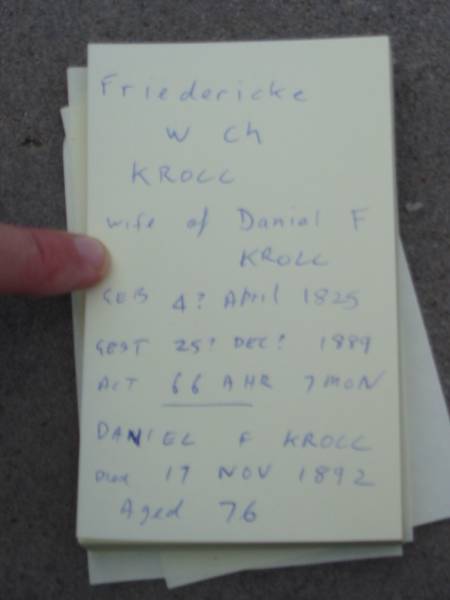 Friedericke
W Ch
KROLL
wife of Danial F
KROLL
GEB 4? April 1825
GEST 25? DEC? 1889
ACT 66 AHR 7 MON
DANIEL F KROLL
Died 17 NOV 1892
Aged 76